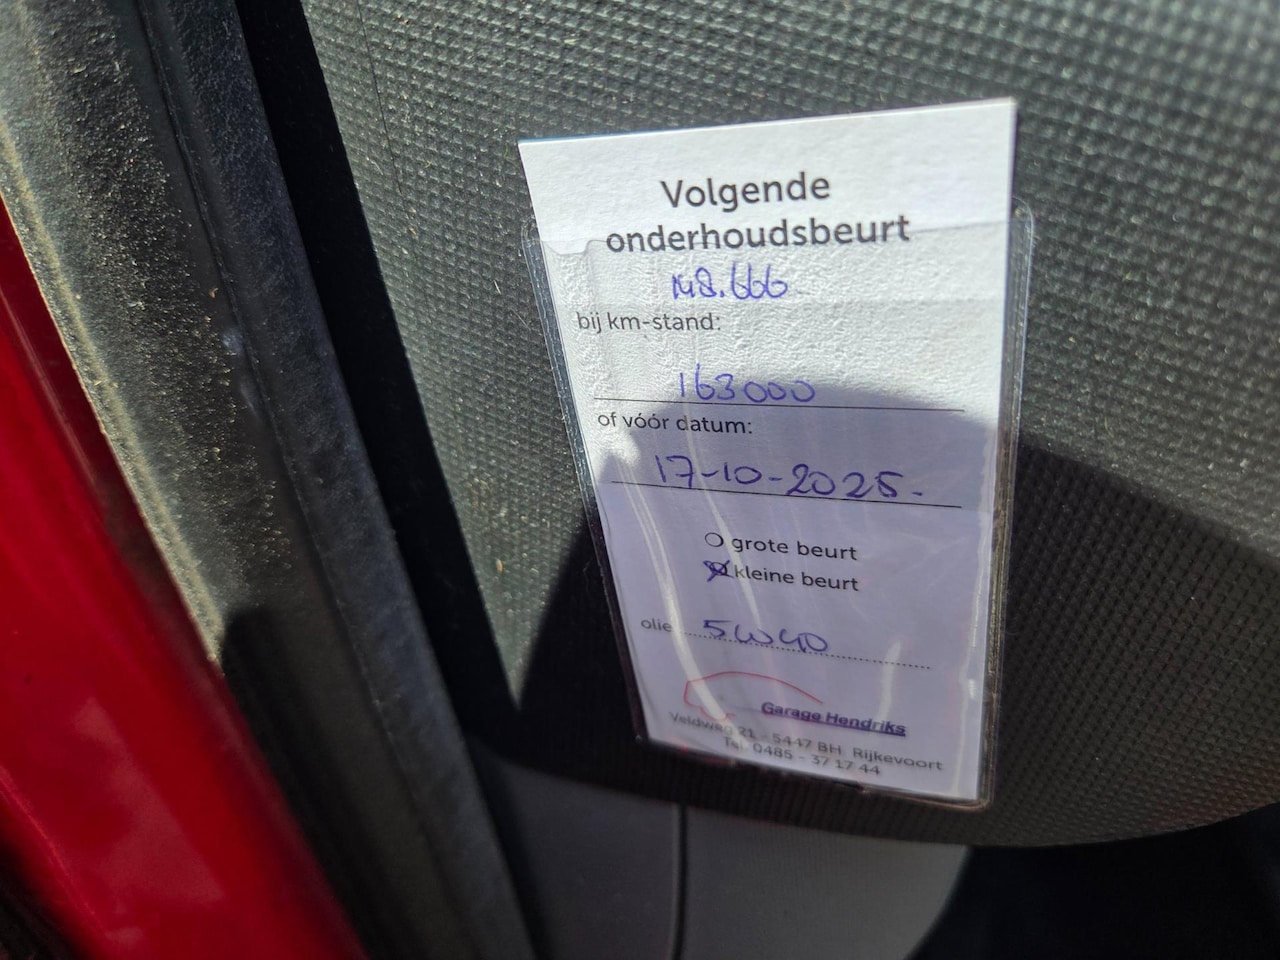 Volgende
onderhoudsbeurt
148.666
bij km-stand:
163000
of vóór datum:
17-10-2025.
grote beurt
kleine beurt
olie 5W40
Garage Hendriks
Veldweg 21 - 5447 BH Rijkevoort
Tel. 0485 - 37 17 44